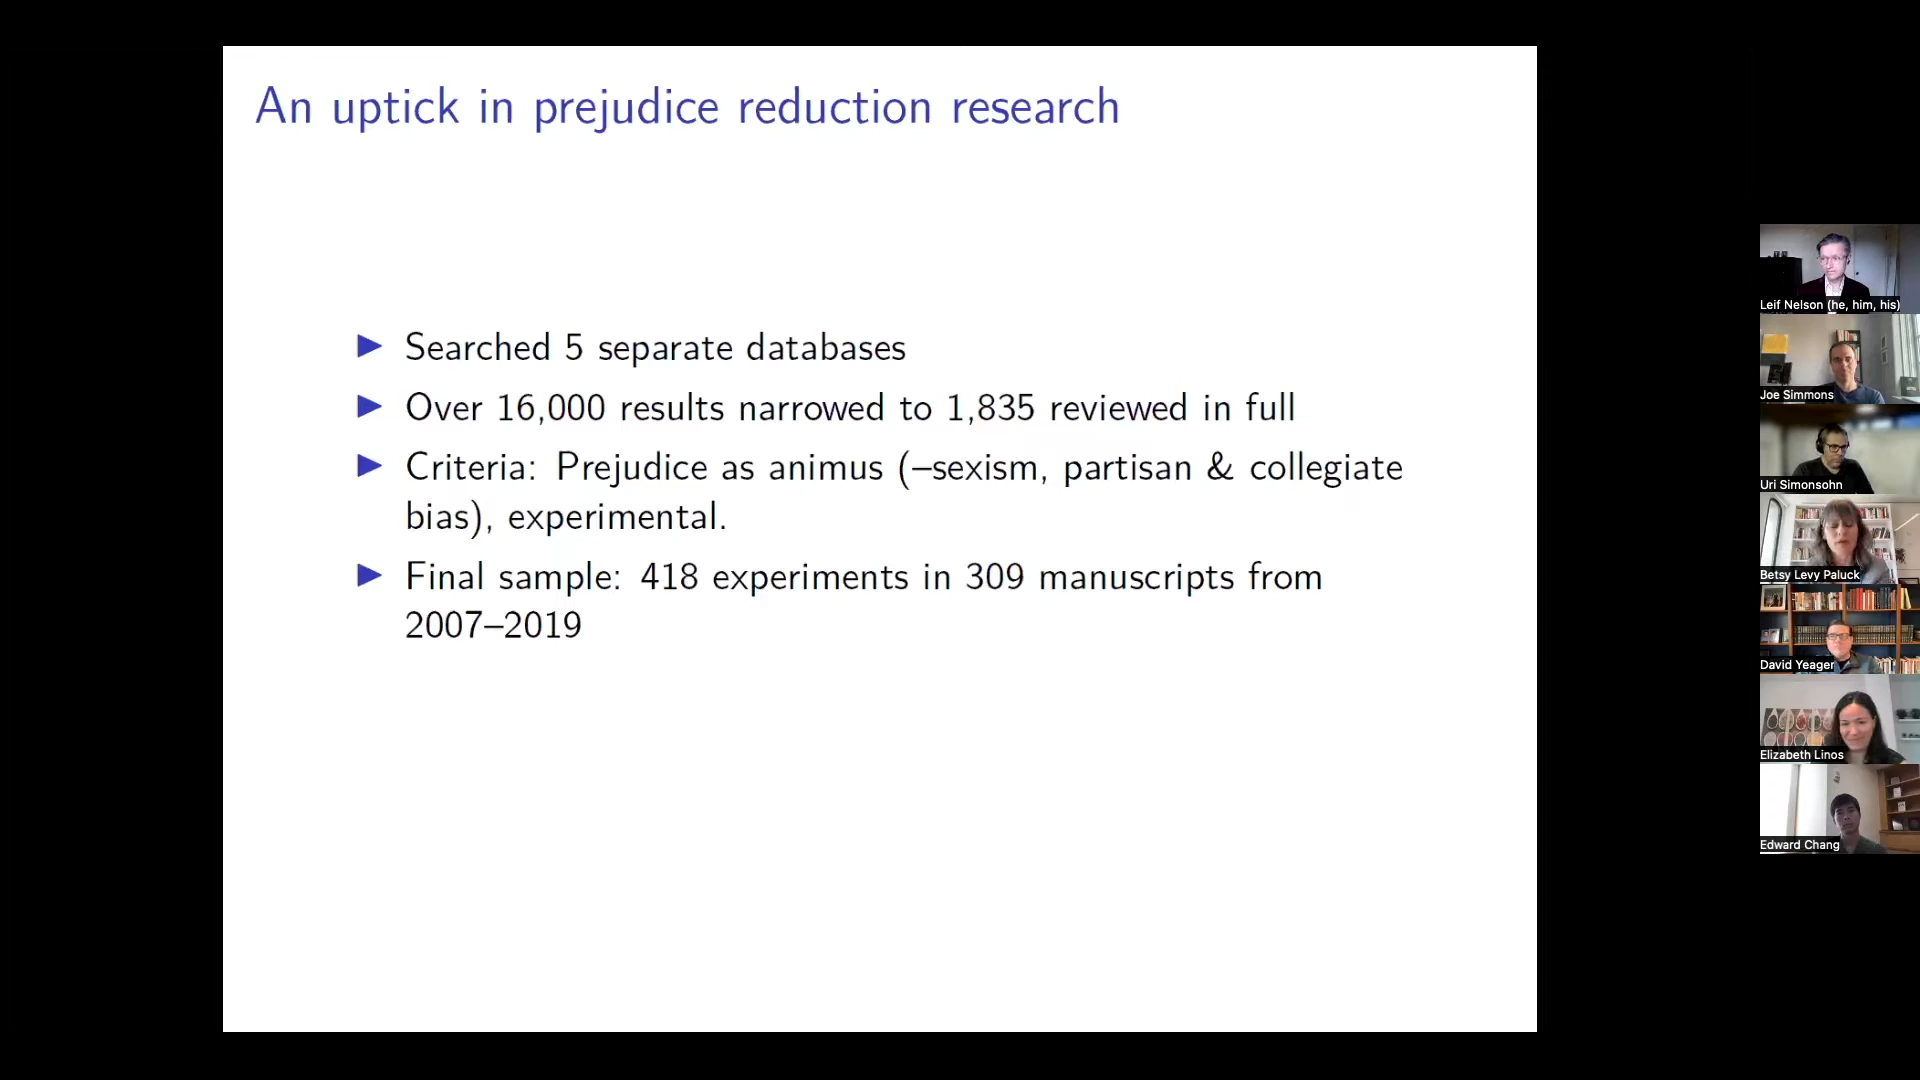 An uptick in prejudice reduction research
▶ Searched 5 separate databases
▶ Over 16,000 results narrowed to 1,835 reviewed in full
▶ Criteria: Prejudice as animus (–sexism, partisan & collegiate
bias), experimental.
▶ Final sample: 418 experiments in 309 manuscripts from
2007–2019
Leif Nelson (he, him, his)
Joe Simmons
Uri Simonsohn
Betsy Levy Paluck
David Yeager
Elizabeth Linos
Edward Chang